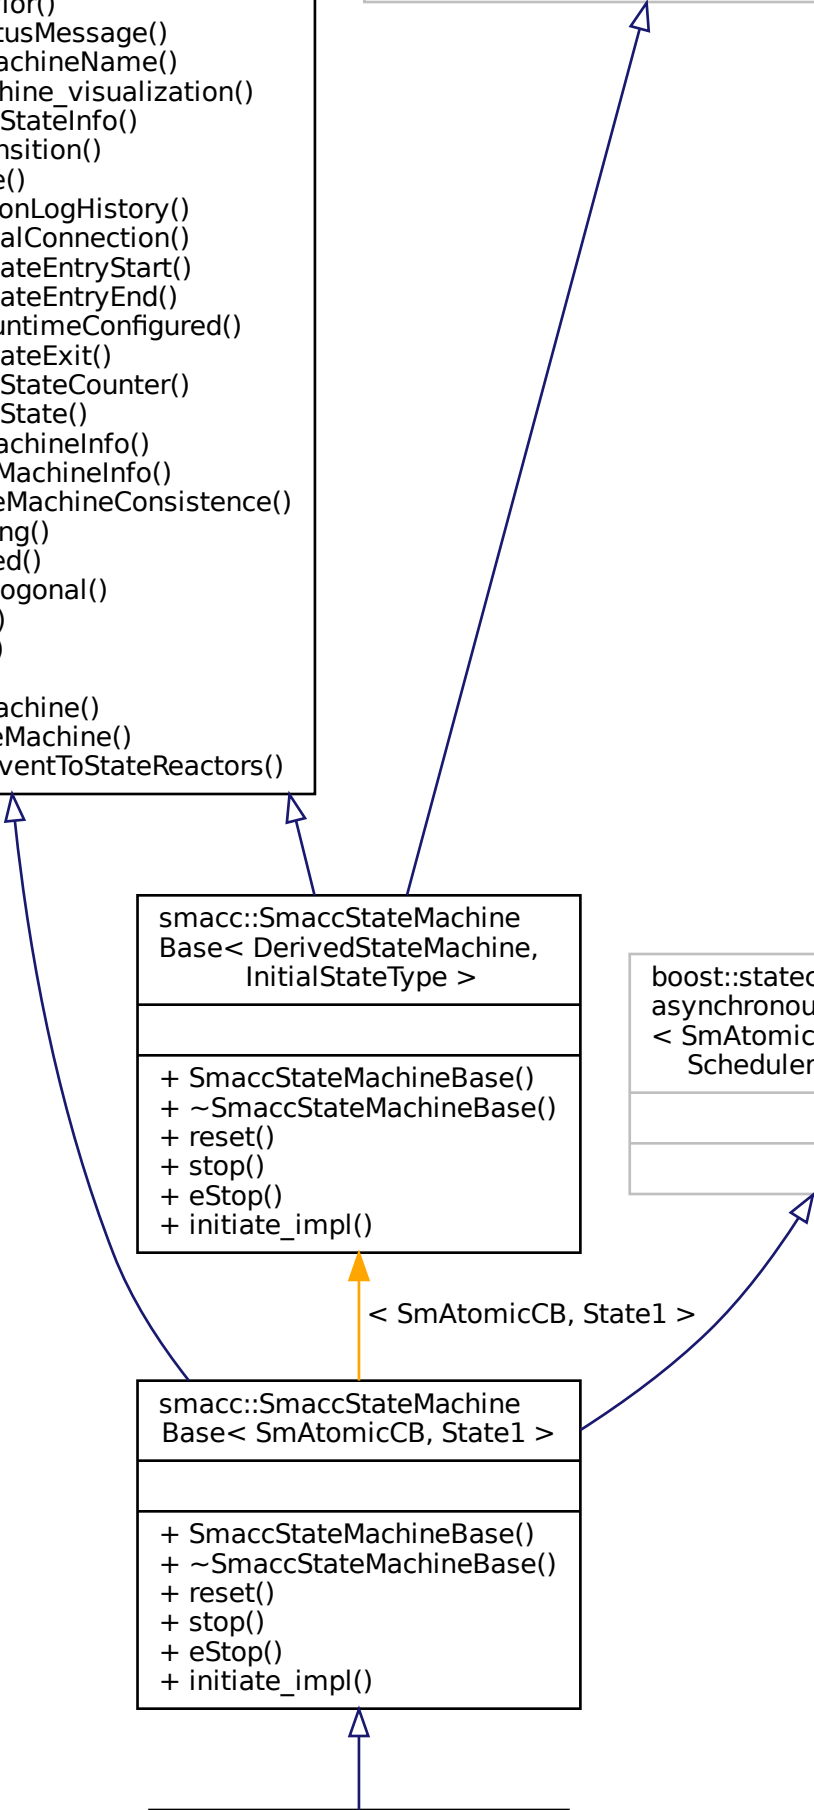 tusMessage()
achineName()
hine_visualization()
StateInfo()
nsition()
e()
onLogHistory()
alConnection()
ateEntryStart()
ateEntryEnd()
untimeConfigured()
ateExit()
StateCounter()
State()
achineInfo()
MachineInfo()
eMachineConsistence()
ng()
ed()
ogonal()
)
)
achine()
eMachine()
ventToStateReactors()
smacc::SmaccStateMachine
Base< DerivedStateMachine,
InitialStateType >
+ SmaccStateMachineBase()
+ ~SmaccStateMachineBase()
+ reset()
+ stop()
+ eStop()
+ initiate_impl()
boost::statec
asynchronou
< SmAtomic
Scheduler
< SmAtomicCB, State1 >
smacc::SmaccStateMachine
Base< SmAtomicCB, State1 >
+ SmaccStateMachineBase()
+ ~SmaccStateMachineBase()
+ reset()
+ stop()
+ eStop()
+ initiate_impl()